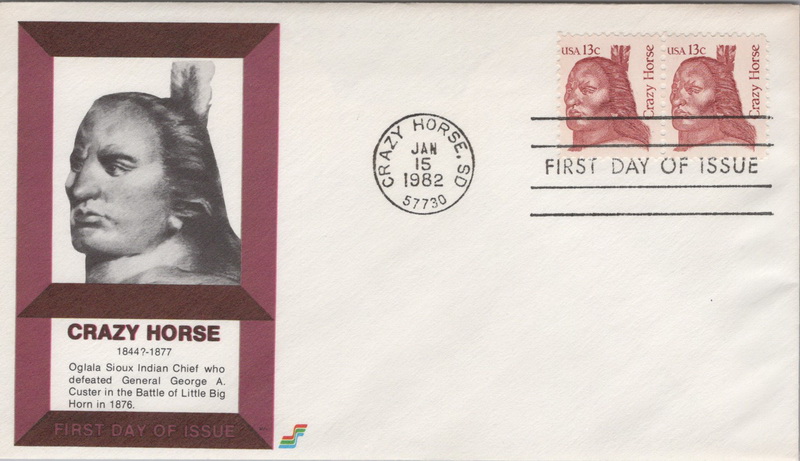 CRAZY HORSE
1844?-1877
Oglala Sioux Indian Chief who
defeated General George A.
Custer in the Battle of Little Big
Horn in 1876.
FIRST DAY OF ISSUE
CRAZY HORSE, SD
JAN
15
1982
57730
USA 13c
Crazy Horse
USA 13c
Crazy Horse
FIRST DAY OF ISSUE